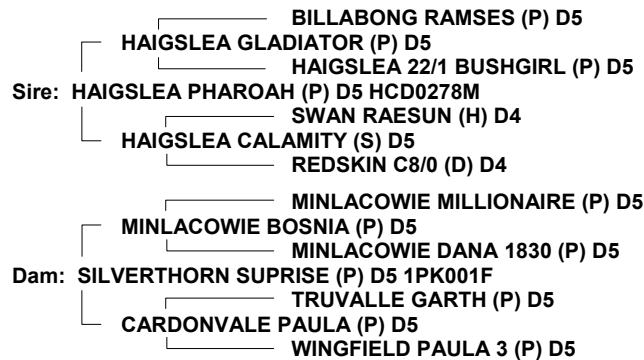 BILLABONG RAMSES (P) D5
HAIGSLEA GLADIATOR (P) D5
HAIGSLEA 22/1 BUSHGIRL (P) D5
Sire: HAIGSLEA PHAROAH (P) D5 HCD0278M
SWAN RAESUN (H) D4
HAIGSLEA CALAMITY (S) D5
REDSKIN C8/0 (D) D4
MINLACOWIE MILLIONAIRE (P) D5
MINLACOWIE BOSNIA (P) D5
MINLACOWIE DANA 1830 (P) D5
Dam: SILVERTHORN SUPRISE (P) D5 1PK001F
TRUVALLE GARTH (P) D5
CARDONVALE PAULA (P) D5
WINGFIELD PAULA 3 (P) D5